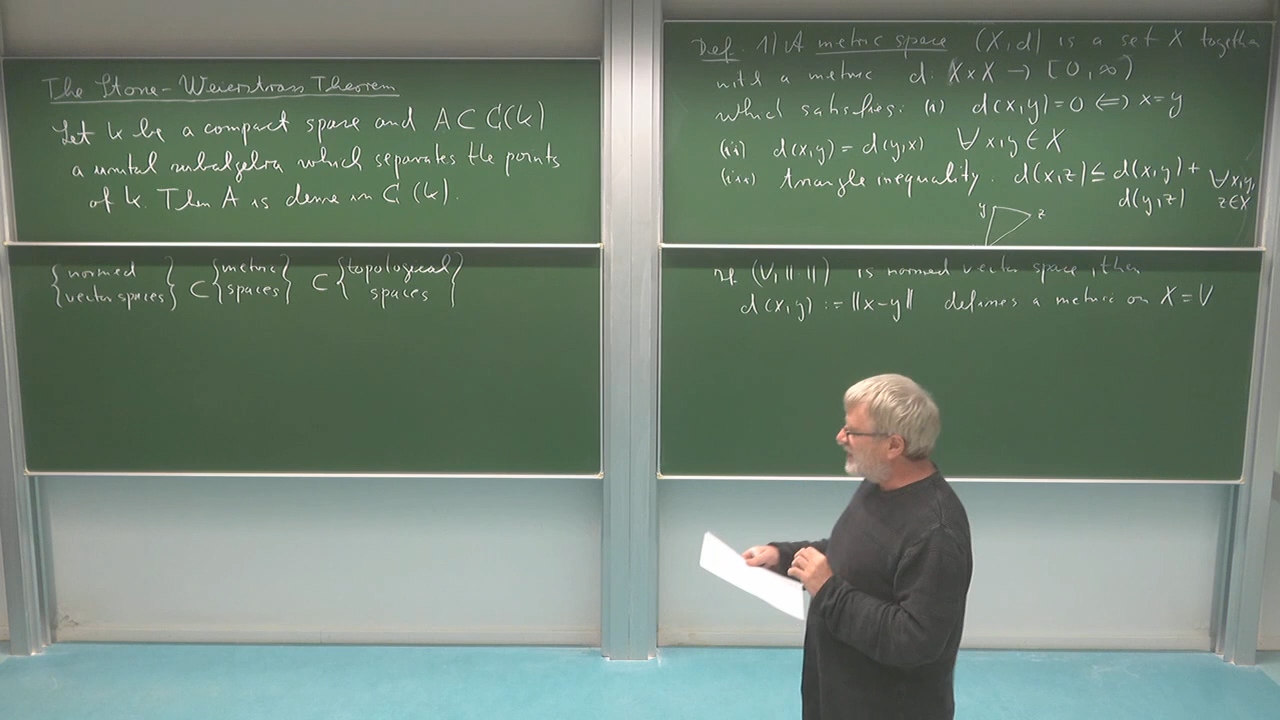 The Stone-Weierstrass Theorem
Let K be a compact space and A ⊂ C(K)
a unital subalgebra which separates the points
of K. Then A is dense in C(K).
{normed vector spaces} ⊂ {metric spaces} ⊂ {topological spaces}
Def. 1) A metric space (X,d) is a set X together
with a metric d: X×X → [0,∞)
which satisfies: (i) d(x,y)=0 ⟺ x=y
(ii) d(x,y) = d(y,x) ∀ x,y ∈ X
(iii) triangle inequality. d(x,z) ≤ d(x,y) + d(y,z) ∀x,y,z∈X
y z
If (V,||·||) is normed vector space, then
d(x,y) := ||x-y|| defines a metric on X=V